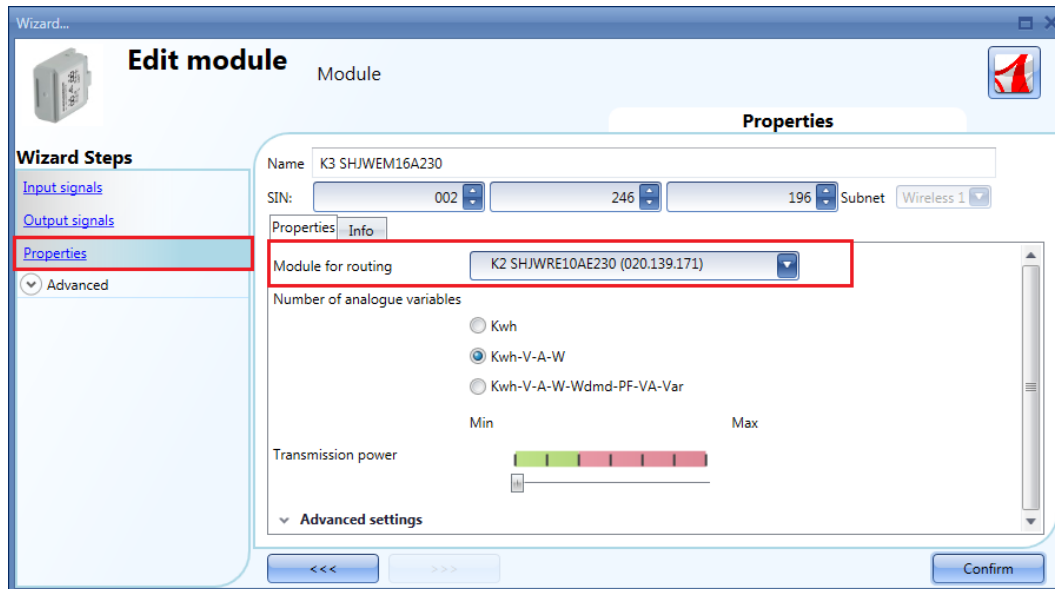 Wizard...
Edit module
Module
Properties
Wizard Steps
Input signals
Output signals
Properties
Advanced
Name K3 SHJWEM16A230
SIN: 002 246 196 Subnet Wireless 1
Properties Info
Module for routing K2 SHJWRE10AE230 (020.139.171)
Number of analogue variables
Kwh
Kwh-V-A-W
Kwh-V-A-W-Wdmd-PF-VA-Var
Min Max
Transmission power
Advanced settings
<<< >>> Confirm